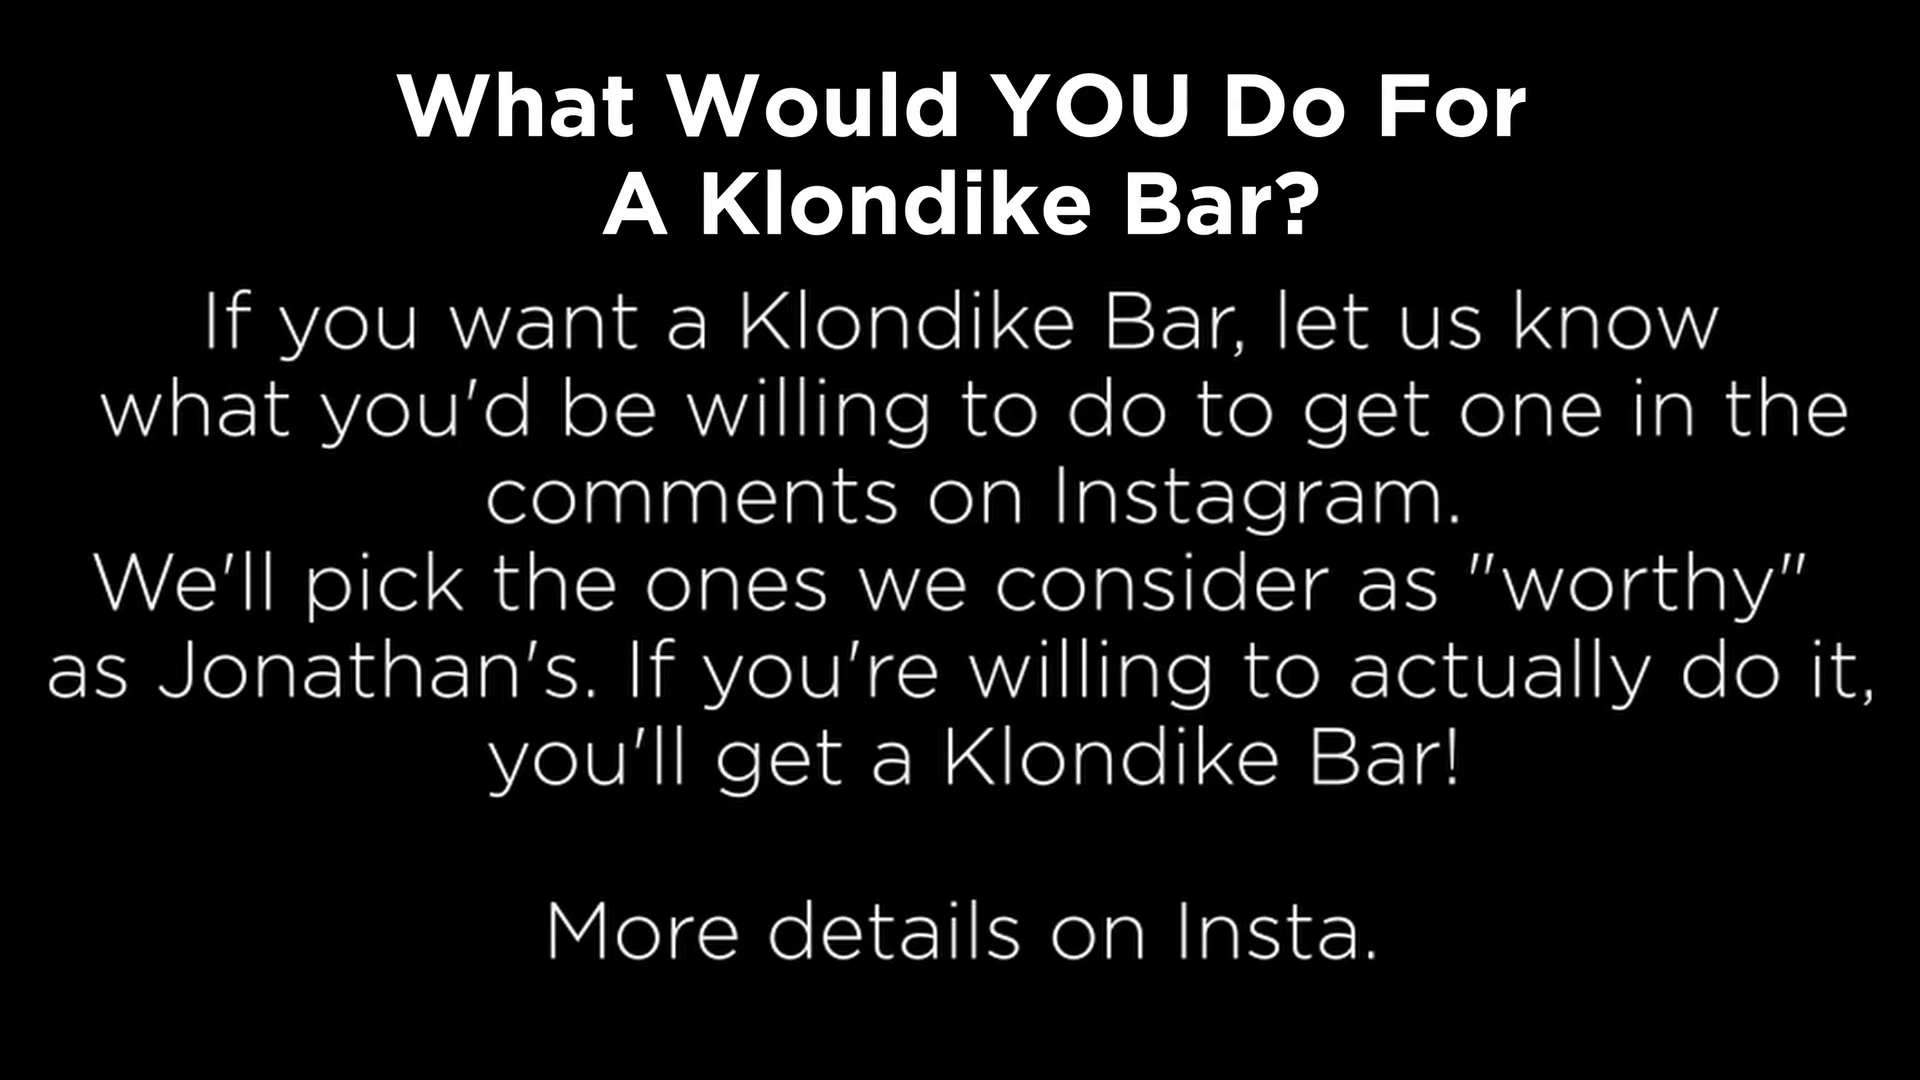 What Would YOU Do For
A Klondike Bar?
If you want a Klondike Bar, let us know
what you'd be willing to do to get one in the
comments on Instagram.
We'll pick the ones we consider as "worthy"
as Jonathan's. If you're willing to actually do it,
you'll get a Klondike Bar!
More details on Insta.